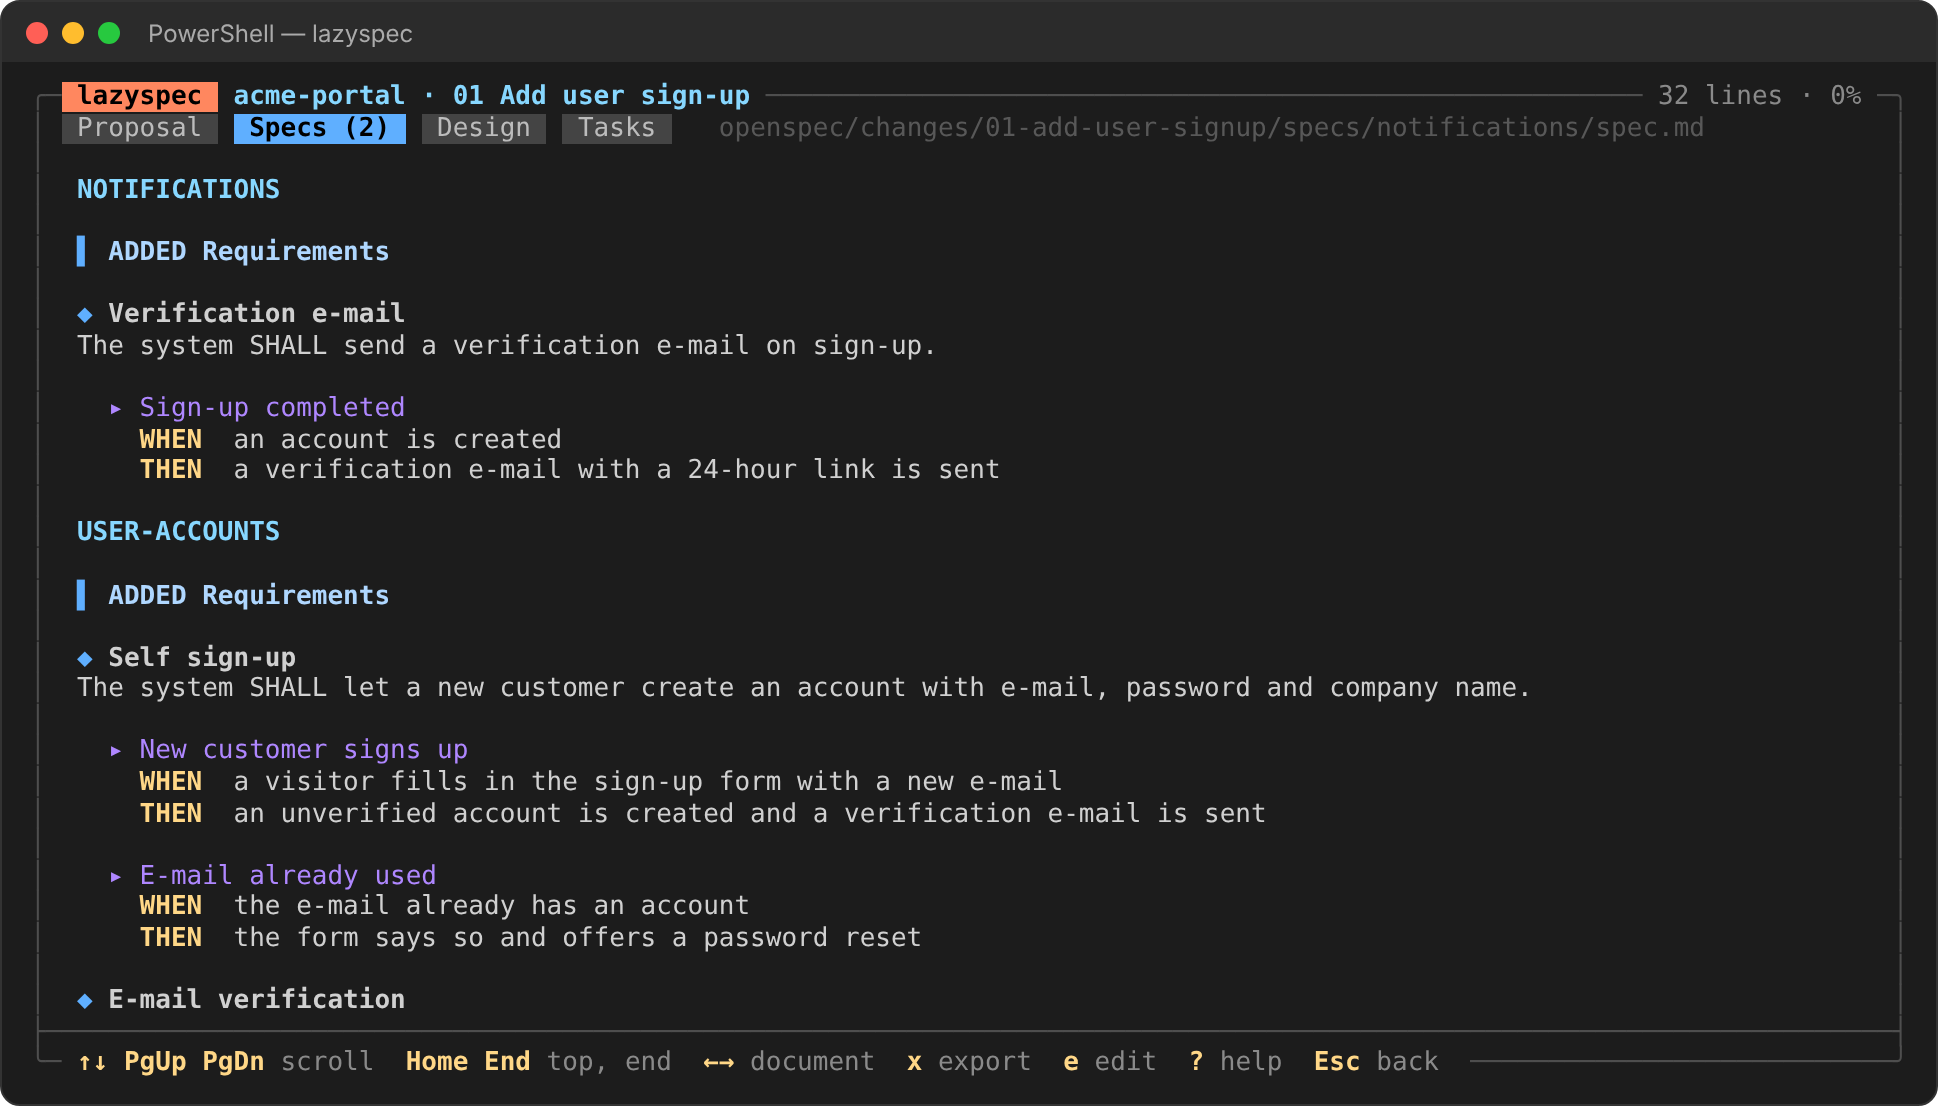 PowerShell — lazyspec
lazyspec acme-portal · 01 Add user sign-up 32 lines · 0%
Proposal Specs (2) Design Tasks openspec/changes/01-add-user-signup/specs/notifications/spec.md
NOTIFICATIONS
ADDED Requirements
◆ Verification e-mail
The system SHALL send a verification e-mail on sign-up.
▸ Sign-up completed
WHEN an account is created
THEN a verification e-mail with a 24-hour link is sent
USER-ACCOUNTS
ADDED Requirements
◆ Self sign-up
The system SHALL let a new customer create an account with e-mail, password and company name.
▸ New customer signs up
WHEN a visitor fills in the sign-up form with a new e-mail
THEN an unverified account is created and a verification e-mail is sent
▸ E-mail already used
WHEN the e-mail already has an account
THEN the form says so and offers a password reset
◆ E-mail verification
↑↓ PgUp PgDn scroll Home End top, end ←→ document x export e edit ? help Esc back